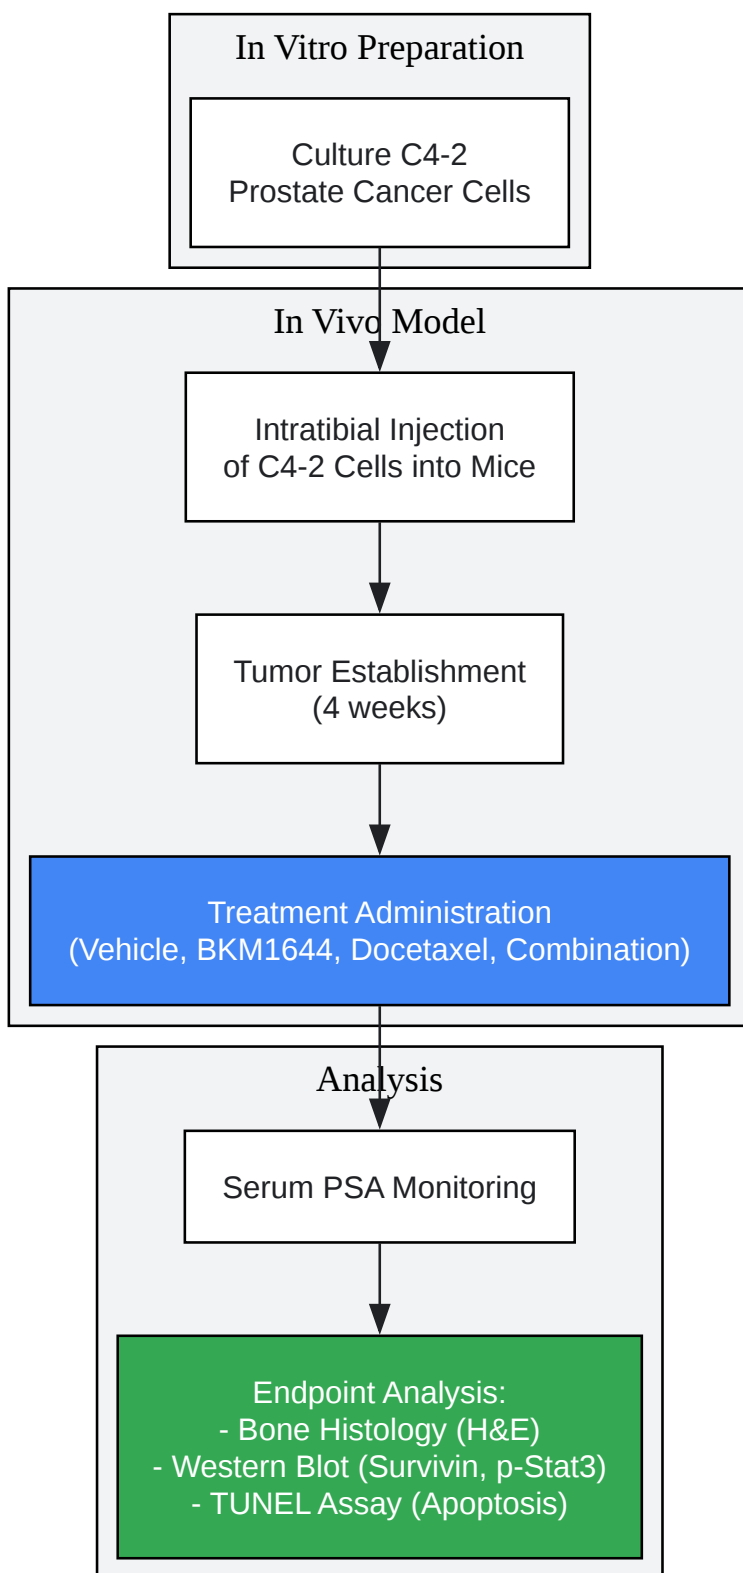 In Vitro Preparation
Culture C4-2
Prostate Cancer Cells
In Vivo Model
Intratibial Injection
of C4-2 Cells into Mice
Tumor Establishment
(4 weeks)
Treatment Administration
(Vehicle, BKM1644, Docetaxel, Combination)
Analysis
Serum PSA Monitoring
Endpoint Analysis:
- Bone Histology (H&E)
- Western Blot (Survivin, p-Stat3)
- TUNEL Assay (Apoptosis)